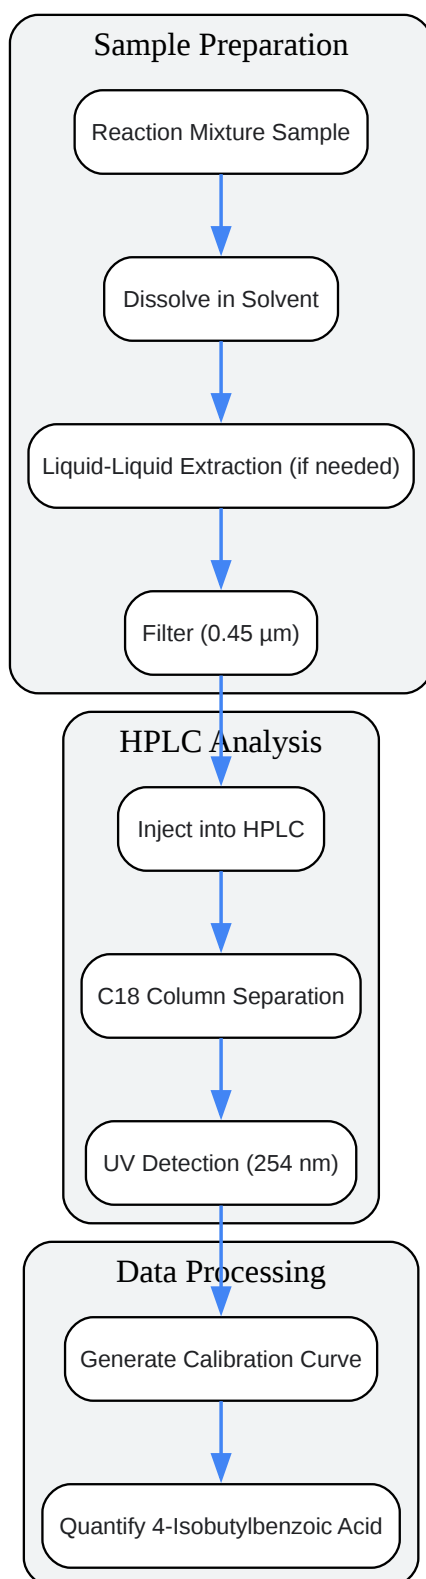 Sample Preparation
Reaction Mixture Sample
Dissolve in Solvent
Liquid-Liquid Extraction (if needed)
Filter (0.45 µm)
HPLC Analysis
Inject into HPLC
C18 Column Separation
UV Detection (254 nm)
Data Processing
Generate Calibration Curve
Quantify 4-Isobutylbenzoic Acid